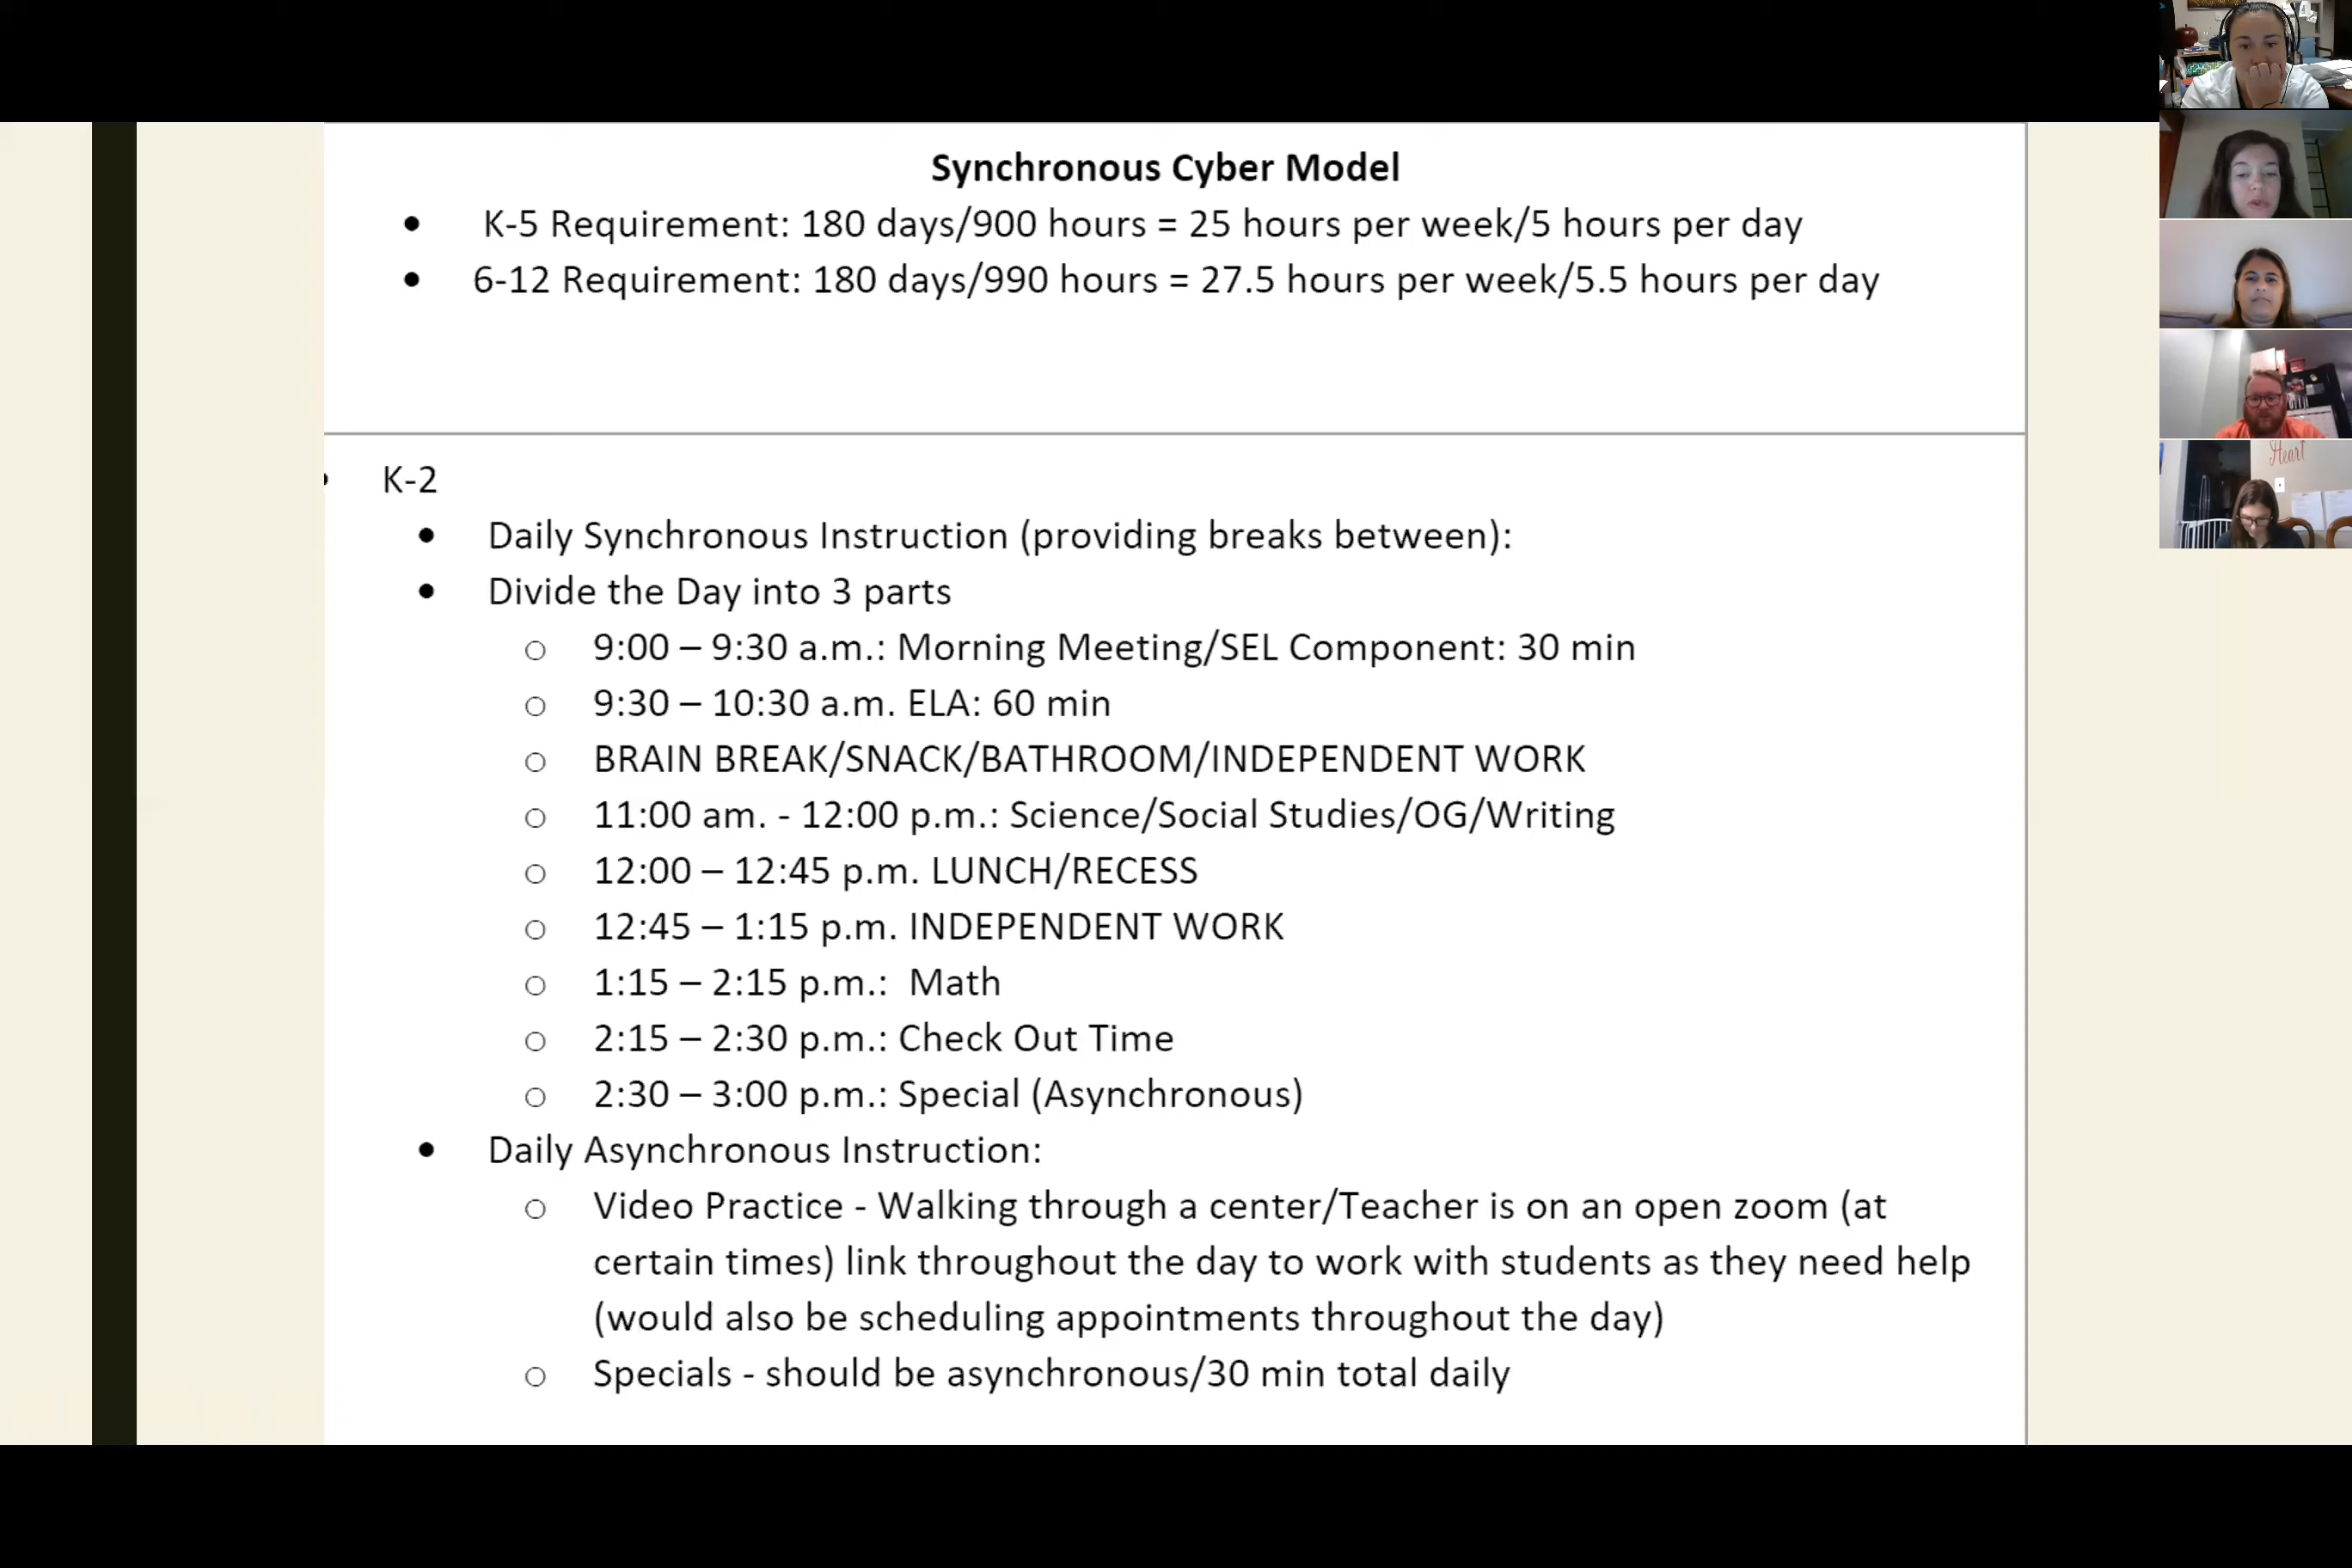 Synchronous Cyber Model
• K-5 Requirement: 180 days/900 hours = 25 hours per week/5 hours per day
• 6-12 Requirement: 180 days/990 hours = 27.5 hours per week/5.5 hours per day
• K-2
• Daily Synchronous Instruction (providing breaks between):
• Divide the Day into 3 parts
○ 9:00 – 9:30 a.m.: Morning Meeting/SEL Component: 30 min
○ 9:30 – 10:30 a.m. ELA: 60 min
○ BRAIN BREAK/SNACK/BATHROOM/INDEPENDENT WORK
○ 11:00 am. - 12:00 p.m.: Science/Social Studies/OG/Writing
○ 12:00 – 12:45 p.m. LUNCH/RECESS
○ 12:45 – 1:15 p.m. INDEPENDENT WORK
○ 1:15 – 2:15 p.m.: Math
○ 2:15 – 2:30 p.m.: Check Out Time
○ 2:30 – 3:00 p.m.: Special (Asynchronous)
• Daily Asynchronous Instruction:
○ Video Practice - Walking through a center/Teacher is on an open zoom (at
certain times) link throughout the day to work with students as they need help
(would also be scheduling appointments throughout the day)
○ Specials - should be asynchronous/30 min total daily
Heart